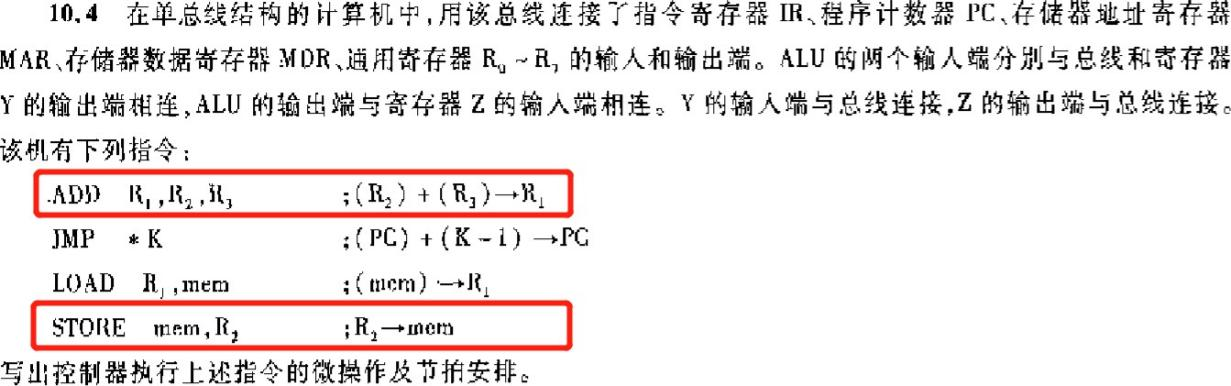 10.4 在单总线结构的计算机中,用该总线连接了指令寄存器 IR、程序计数器 PC、存储器地址寄存器
MAR、存储器数据寄存器 MDR、通用寄存器 R₀~R₇ 的输入和输出端。ALU 的两个输入端分别与总线和寄存器
Y 的输出端相连,ALU 的输出端与寄存器 Z 的输入端相连。Y 的输入端与总线连接,Z 的输出端与总线连接。
该机有下列指令:
ADD R₁,R₂,R₃ ;(R₂)+(R₃)→R₁
JMP *K ;(PC)+(K-1)→PC
LOAD R₁,mem ;(mem)→R₁
STORE mem,R₂ ;R₂→mem
写出控制器执行上述指令的微操作及节拍安排。